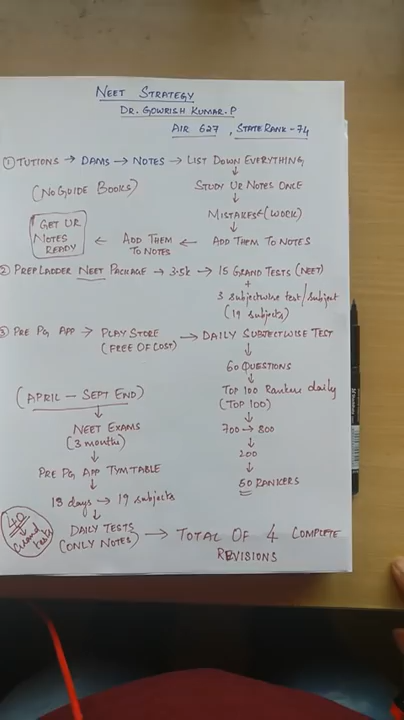 NEET STRATEGY
DR. GOWRISH KUMAR.P
AIR 627 , STATE RANK - 74
① TUTIONS → DAMS → NOTES → LIST DOWN EVERYTHING
(NO GUIDE BOOKS)
↓
STUDY UR NOTES ONCE
↓
MISTAKES ← (WORK)
↓
GET UR NOTES READY ← ADD THEM TO NOTES ← ADD THEM TO NOTES
② PREPLADDER NEET PACKAGE → 3.5k → 15 GRAND TESTS (NEET)
+
3 subjectwise test/subject
(19 subjects)
③ PRE PG APP → PLAY STORE → DAILY SUBJECTWISE TEST
(FREE OF COST)
↓
60 QUESTIONS
↓
TOP 100 Rankers daily
(TOP 100)
↓
700 → 800
↓
200
↓
50 RANKERS
(APRIL – SEPT END)
↓
NEET EXAMS
(3 months)
↓
PRE PG APP TYMTABLE
↓
18 days → 19 subjects
↓
40
↓
Grand tests
DAILY TESTS → TOTAL OF 4 COMPLETE
(ONLY NOTES)
REVISIONS